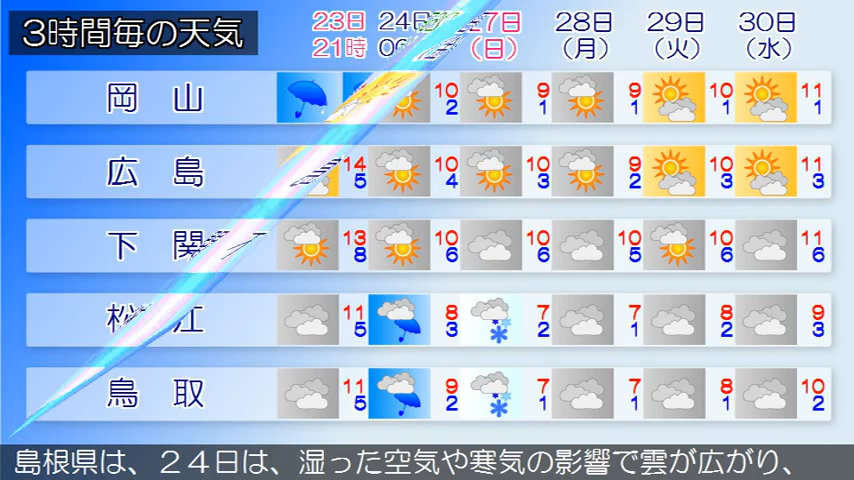 3時間毎の天気
23日 24日 27日 28日 29日 30日
21時 (日) (月) (火) (水)
岡山 10 2 9 1 9 1 10 1 11 1
広島 14 5 10 4 10 3 9 2 10 3 11 3
下関 13 8 10 6 10 6 10 5 10 6 11 6
松江 11 5 8 3 7 2 7 1 8 2 9 3
鳥取 11 5 9 2 7 1 7 1 8 1 10 2
島根県は、２４日は、湿った空気や寒気の影響で雲が広がり、